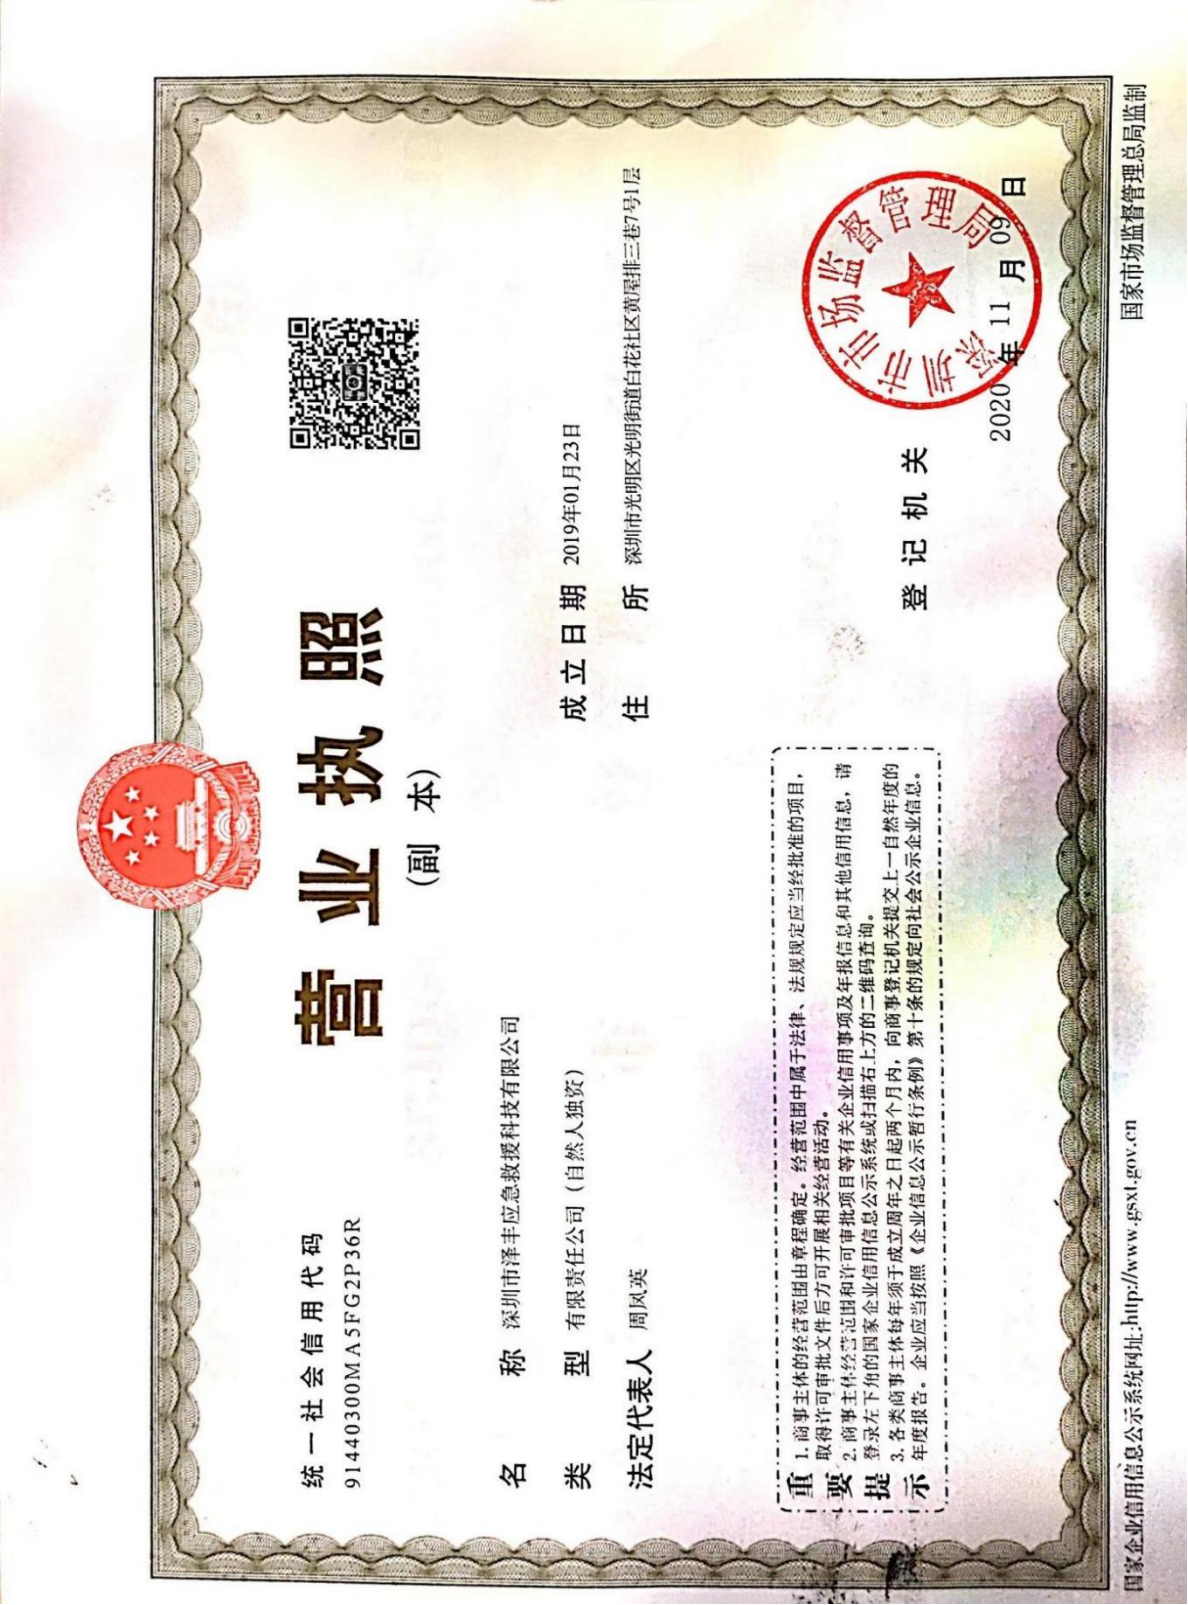 统一社会信用代码
91440300MA5FG2P36R
营业执照
(副 本)
名 称 深圳市泽丰应急救援科技有限公司
类 型 有限责任公司（自然人独资）
法定代表人 周凤英
成立日期 2019年01月23日
住 所 深圳市光明区光明街道白花社区黄屋排三巷7号1层
重要提示
1. 商事主体的经营范围由章程确定。经营范围中属于法律、法规规定应当经批准的项目，
取得许可审批文件后方可开展相关经营活动。
2. 商事主体经营范围和许可审批项目等有关企业信用事项及年报信息和其他信用信息，请
登录左下角的国家企业信用信息公示系统或扫描右上方的二维码查询。
3. 各类商事主体每年须于成立周年之日起两个月内，向商事登记机关提交上一自然年度的
年度报告。企业应当按照《企业信息公示暂行条例》第十条的规定向社会公示企业信息。
登记机关
深圳市市场监督管理局
2020 年 11 月 09 日
国家企业信用信息公示系统网址:http://www.gsxt.gov.cn
国家市场监督管理总局监制